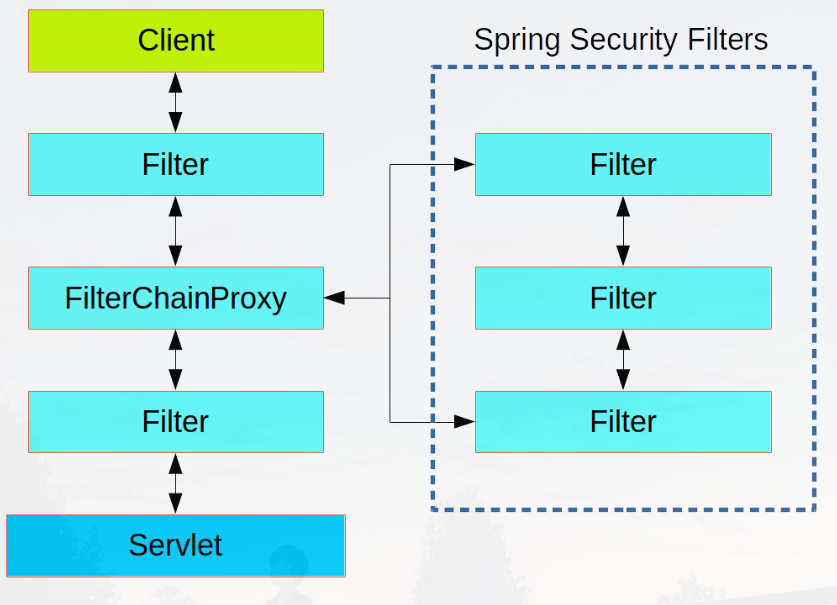 Client
Filter
FilterChainProxy
Filter
Servlet
Spring Security Filters
Filter
Filter
Filter